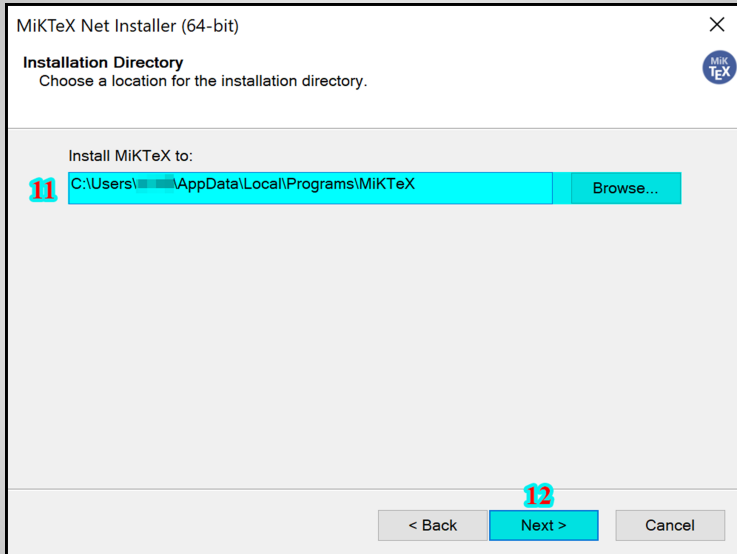 MiKTeX Net Installer (64-bit)
Installation Directory
MiK
TEX
Choose a location for the installation directory.
Install MiKTeX to:
11 C:\Users\ \AppData\Local\Programs\MiKTeX Browse...
12
< Back Next > Cancel